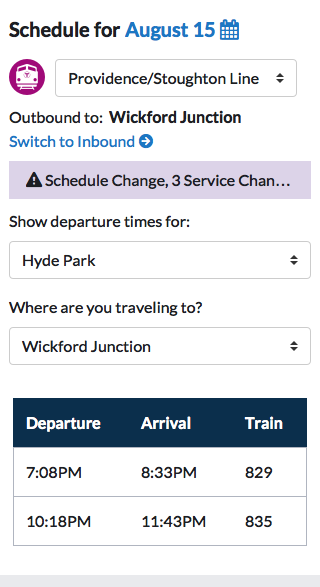 Schedule for August 15
Providence/Stoughton Line
Outbound to: Wickford Junction
Switch to Inbound
Schedule Change, 3 Service Chan…
Show departure times for:
Hyde Park
Where are you traveling to?
Wickford Junction
Departure Arrival Train
7:08PM 8:33PM 829
10:18PM 11:43PM 835